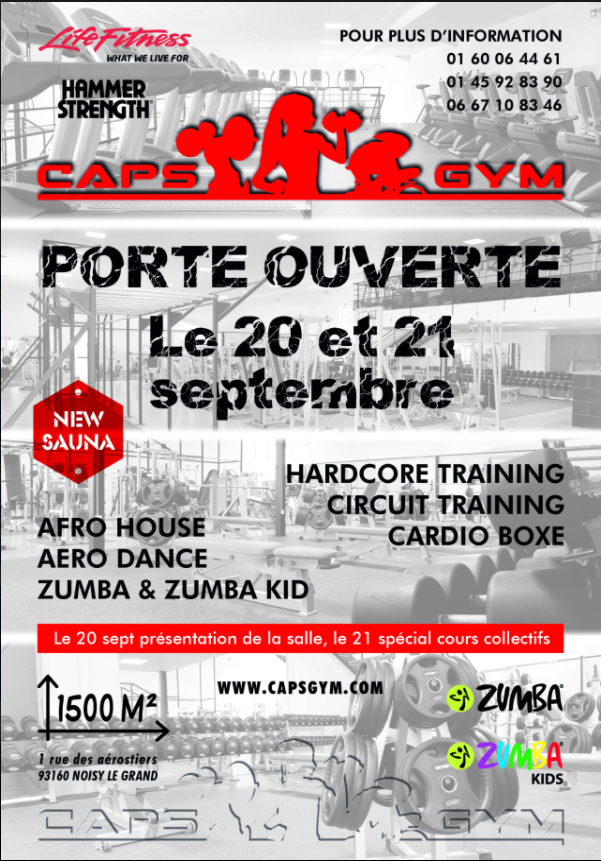 Life Fitness
WHAT WE LIVE FOR
HAMMER
STRENGTH
POUR PLUS D'INFORMATION
01 60 06 44 61
01 45 92 83 90
06 67 10 83 46
CAPS GYM
PORTE OUVERTE
Le 20 et 21
septembre
NEW
SAUNA
HARDCORE TRAINING
CIRCUIT TRAINING
CARDIO BOXE
AFRO HOUSE
AERO DANCE
ZUMBA & ZUMBA KID
Le 20 sept présentation de la salle, le 21 spécial cours collectifs
1500 M²
WWW.CAPSGYM.COM
ZUMBA
1 rue des aérostiers
93160 NOISY LE GRAND
ZUMBA
KIDS
CAPS GYM